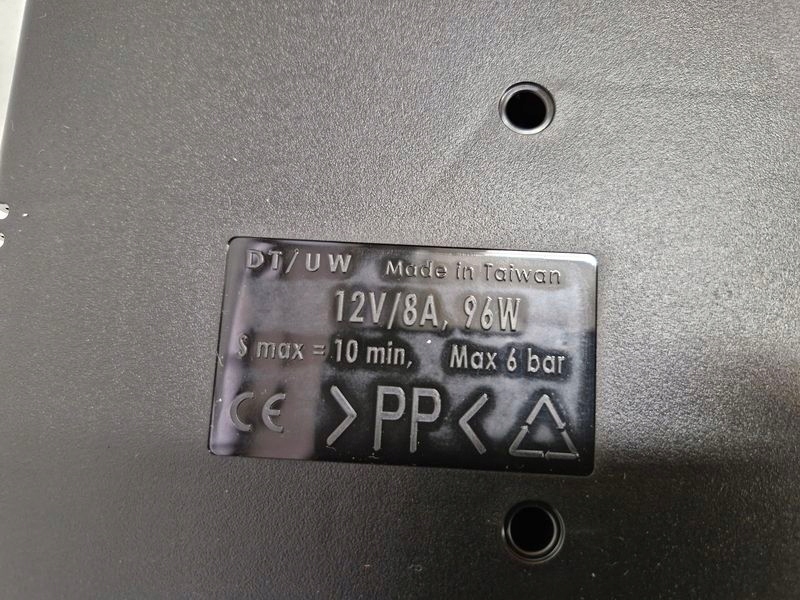 DT/UW Made in Taiwan
12V/8A, 96W
S max = 10 min, Max 6 bar
CE >PP<